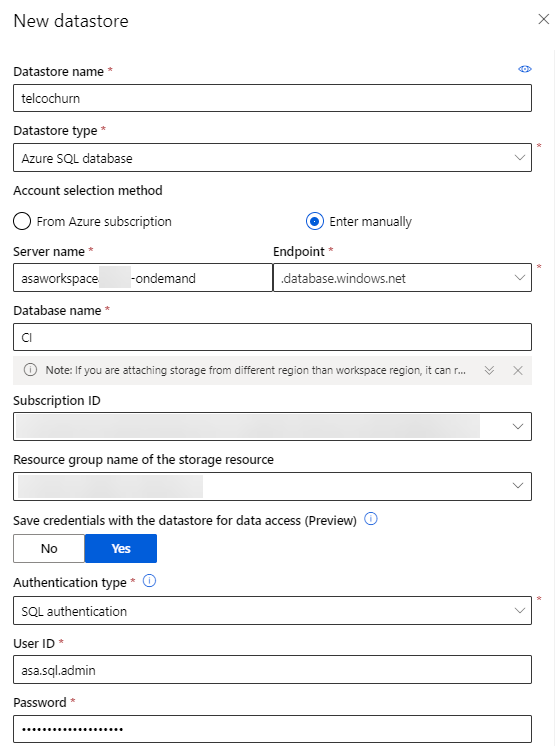 New datastore
Datastore name *
telcochurn
Datastore type *
Azure SQL database
*
Account selection method
From Azure subscription
Enter manually
Server name * Endpoint *
asaworkspace -ondemand .database.windows.net
*
Database name *
CI
Note: If you are attaching storage from different region than workspace region, it can r...
Subscription ID
Resource group name of the storage resource
Save credentials with the datastore for data access (Preview)
No Yes
Authentication type *
SQL authentication
*
User ID *
asa.sql.admin
Password *
••••••••••••••••••••